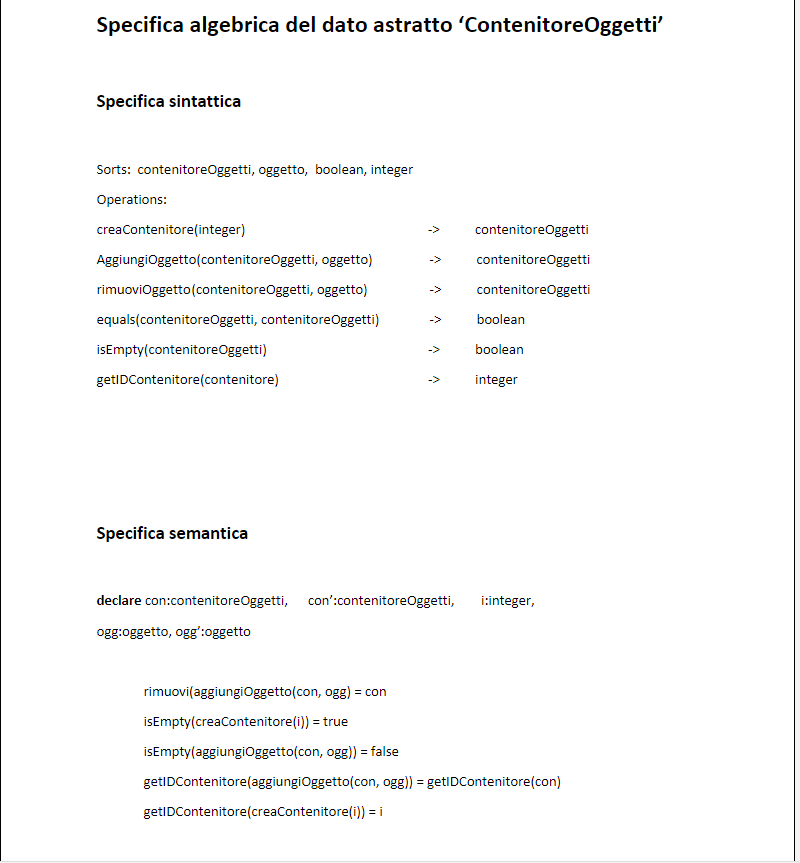 Specifica algebrica del dato astratto ‘ContenitoreOggetti’
Specifica sintattica
Sorts: contenitoreOggetti, oggetto, boolean, integer
Operations:
creaContenitore(integer) -> contenitoreOggetti
AggiungiOggetto(contenitoreOggetti, oggetto) -> contenitoreOggetti
rimuoviOggetto(contenitoreOggetti, oggetto) -> contenitoreOggetti
equals(contenitoreOggetti, contenitoreOggetti) -> boolean
isEmpty(contenitoreOggetti) -> boolean
getIDContenitore(contenitore) -> integer
Specifica semantica
declare con:contenitoreOggetti, con’:contenitoreOggetti, i:integer,
ogg:oggetto, ogg’:oggetto
rimuovi(aggiungiOggetto(con, ogg) = con
isEmpty(creaContenitore(i)) = true
isEmpty(aggiungiOggetto(con, ogg)) = false
getIDContenitore(aggiungiOggetto(con, ogg)) = getIDContenitore(con)
getIDContenitore(creaContenitore(i)) = i